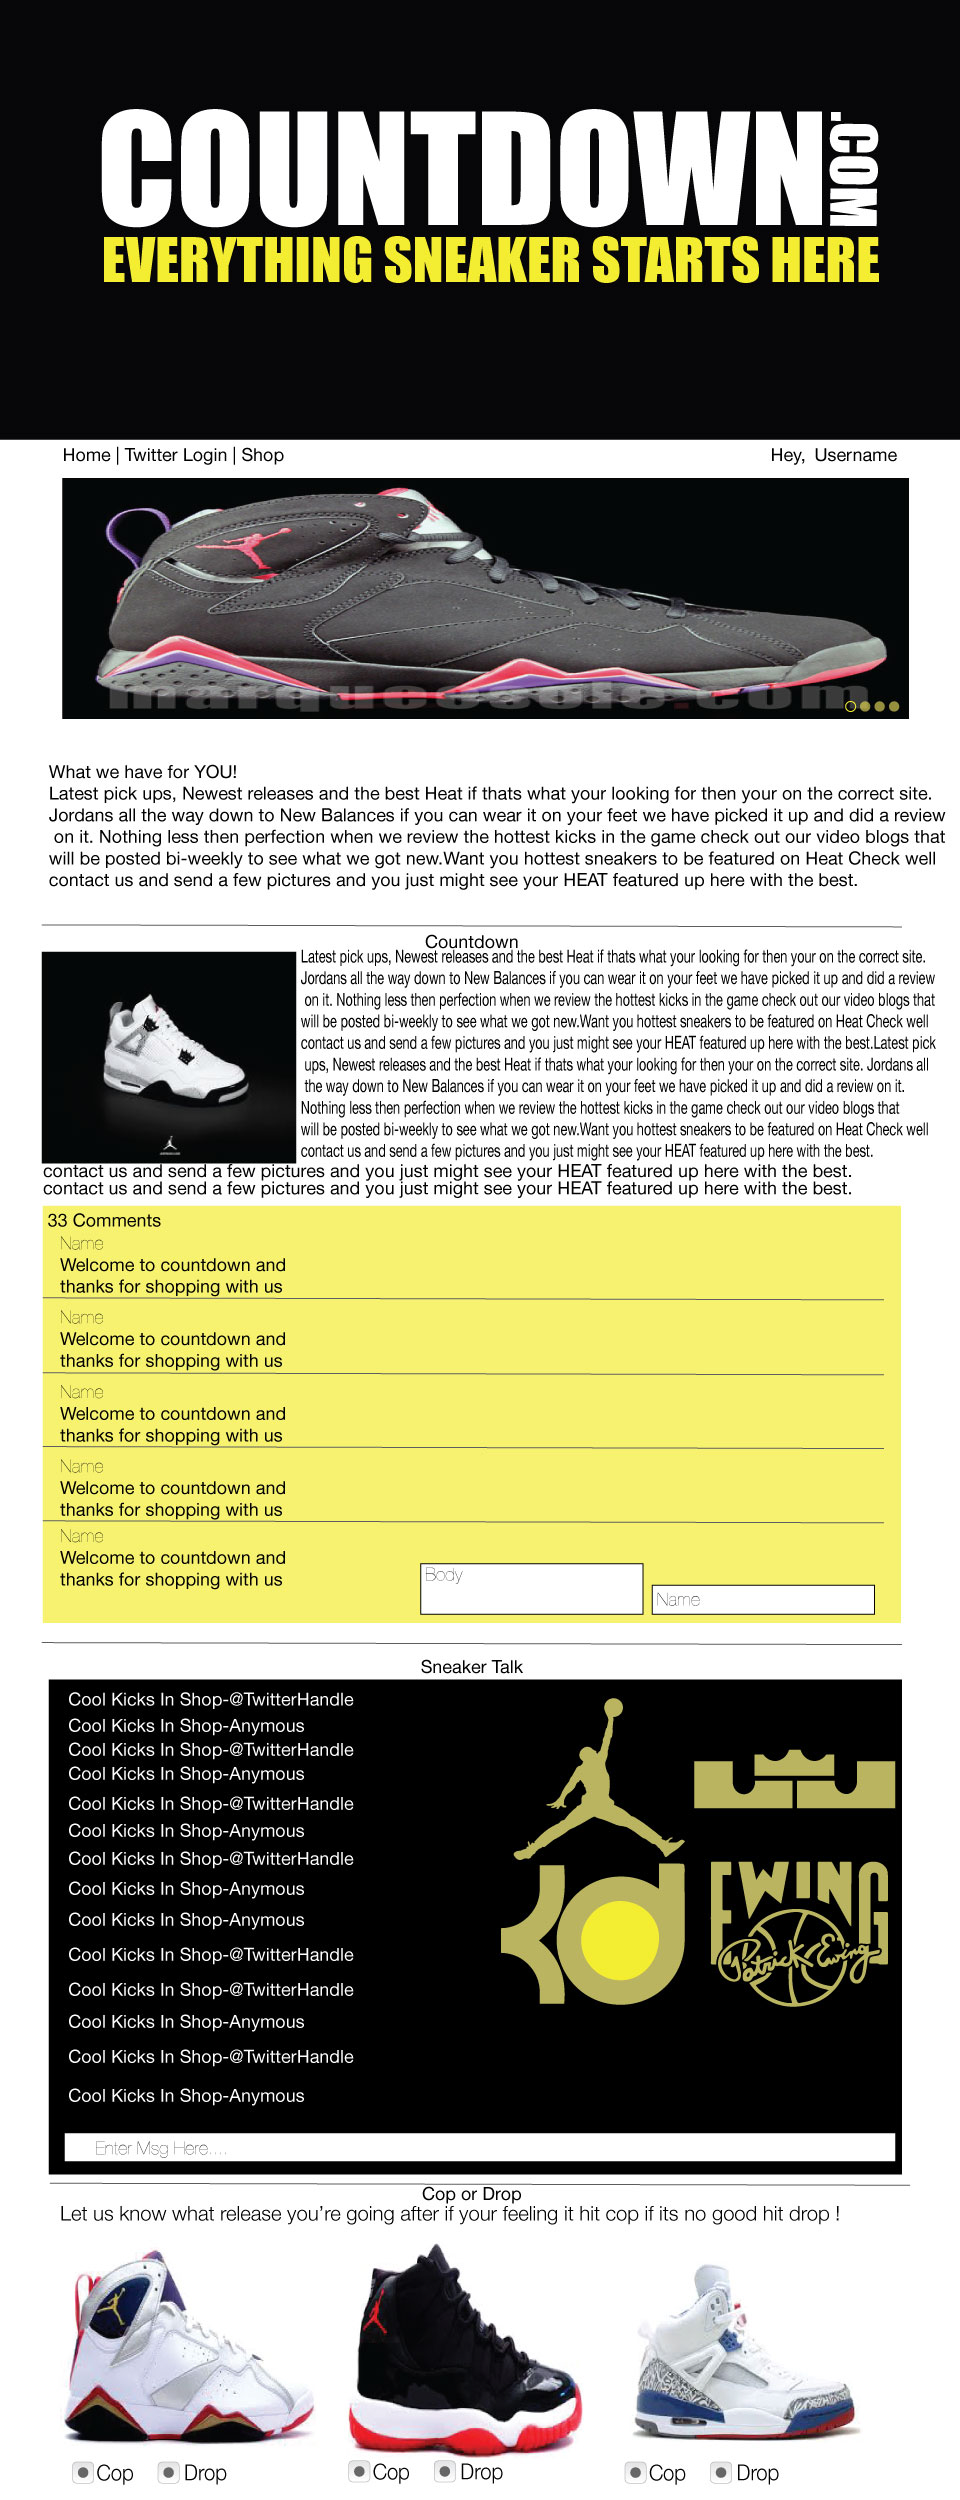 COUNTDOWN.COM
EVERYTHING SNEAKER STARTS HERE
Home | Twitter Login | Shop
Hey, Username
marquessole.com
What we have for YOU!
Latest pick ups, Newest releases and the best Heat if thats what your looking for then your on the correct site.
Jordans all the way down to New Balances if you can wear it on your feet we have picked it up and did a review
on it. Nothing less then perfection when we review the hottest kicks in the game check out our video blogs that
will be posted bi-weekly to see what we got new.Want you hottest sneakers to be featured on Heat Check well
contact us and send a few pictures and you just might see your HEAT featured up here with the best.
Countdown
Latest pick ups, Newest releases and the best Heat if thats what your looking for then your on the correct site.
Jordans all the way down to New Balances if you can wear it on your feet we have picked it up and did a review
on it. Nothing less then perfection when we review the hottest kicks in the game check out our video blogs that
will be posted bi-weekly to see what we got new.Want you hottest sneakers to be featured on Heat Check well
contact us and send a few pictures and you just might see your HEAT featured up here with the best.Latest pick
ups, Newest releases and the best Heat if thats what your looking for then your on the correct site. Jordans all
the way down to New Balances if you can wear it on your feet we have picked it up and did a review on it.
Nothing less then perfection when we review the hottest kicks in the game check out our video blogs that
will be posted bi-weekly to see what we got new.Want you hottest sneakers to be featured on Heat Check well
contact us and send a few pictures and you just might see your HEAT featured up here with the best.
contact us and send a few pictures and you just might see your HEAT featured up here with the best.
contact us and send a few pictures and you just might see your HEAT featured up here with the best.
33 Comments
Name
Welcome to countdown and
thanks for shopping with us
Name
Welcome to countdown and
thanks for shopping with us
Name
Welcome to countdown and
thanks for shopping with us
Name
Welcome to countdown and
thanks for shopping with us
Name
Welcome to countdown and
thanks for shopping with us
Body
Name
Sneaker Talk
Cool Kicks In Shop-@TwitterHandle
Cool Kicks In Shop-Anymous
Cool Kicks In Shop-@TwitterHandle
Cool Kicks In Shop-Anymous
Cool Kicks In Shop-@TwitterHandle
Cool Kicks In Shop-Anymous
Cool Kicks In Shop-@TwitterHandle
Cool Kicks In Shop-Anymous
Cool Kicks In Shop-Anymous
Cool Kicks In Shop-@TwitterHandle
Cool Kicks In Shop-@TwitterHandle
Cool Kicks In Shop-Anymous
Cool Kicks In Shop-@TwitterHandle
Cool Kicks In Shop-Anymous
EWING
Patrick Ewing
Enter Msg Here....
Cop or Drop
Let us know what release you're going after if your feeling it hit cop if its no good hit drop !
Cop Drop
Cop Drop
Cop Drop